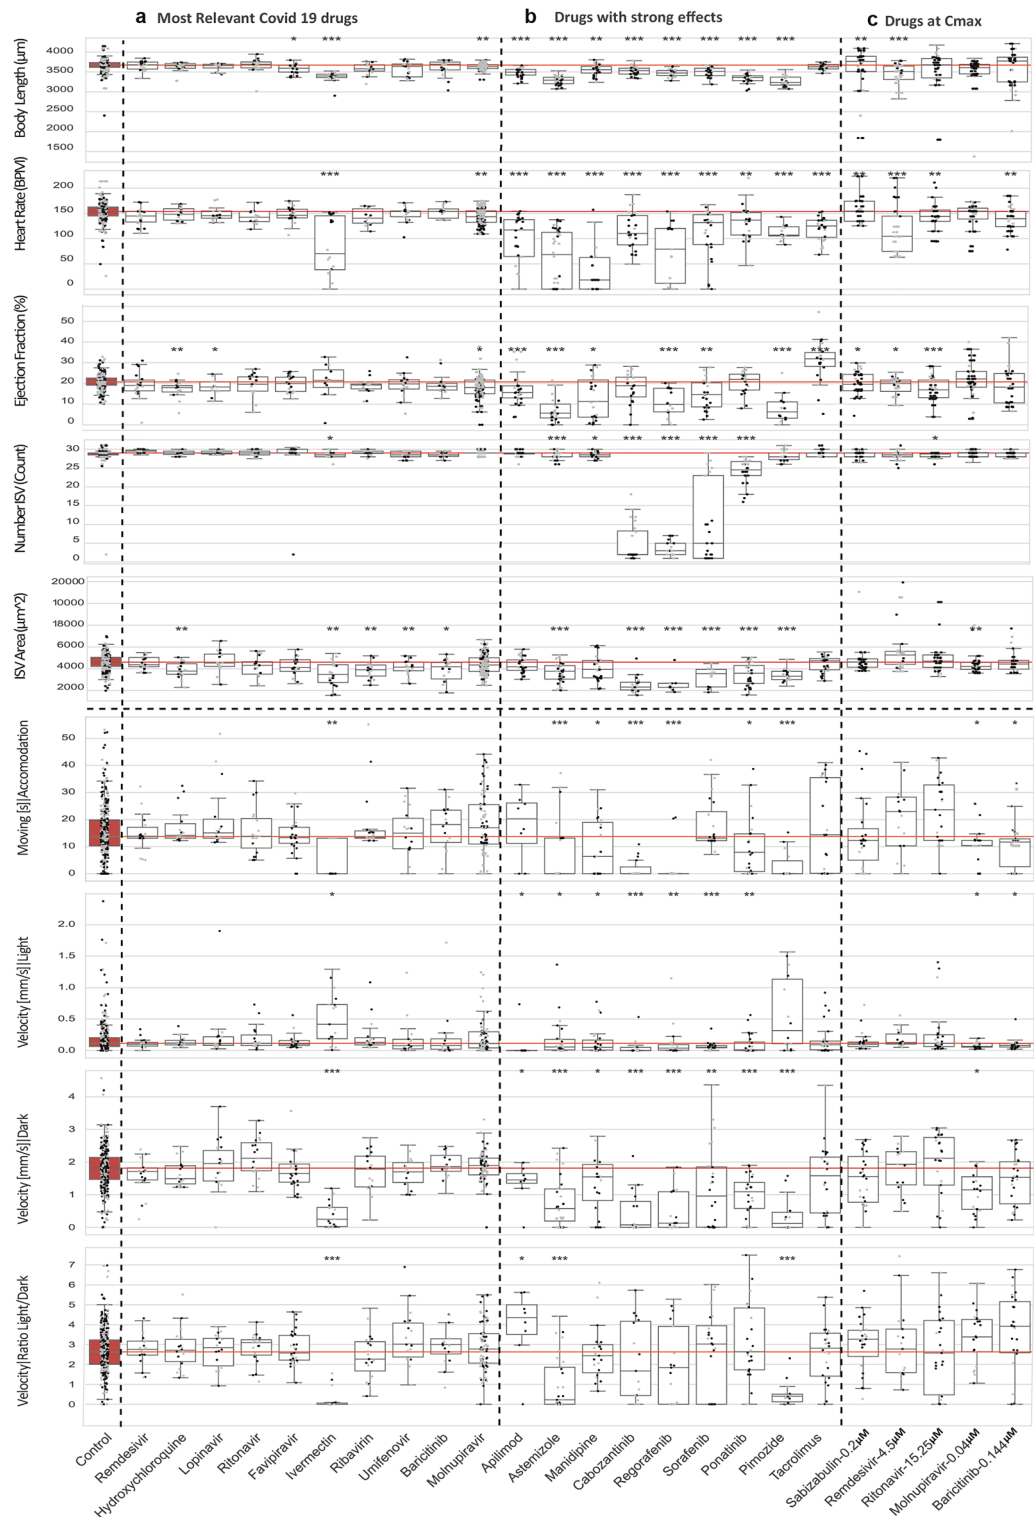 a Most Relevant Covid 19 drugs
b Drugs with strong effects
c Drugs at Cmax
Body Length (µm)
4000
3500
3000
2500
2000
1500
* *** ** *** *** ** *** *** *** *** *** ** ***
Heart Rate (BPM)
200
150
100
50
0
*** ** *** *** *** *** *** *** ** *** *** ** *** ** **
Ejection Fraction (%)
50
40
30
20
10
0
** * * *** *** * *** ** *** * * ***
Number ISV (Count)
30
25
20
15
10
5
0
* *** * *** *** *** *** *
ISV Area (µm^2)
20000
10000
8000
6000
4000
2000
** ** ** ** * *** *** *** *** *** *** **
Moving [s]|Accomodation
50
40
30
20
10
0
** *** * *** *** * *** * *
Velocity [mm/s]|Light
2.0
1.5
1.0
0.5
0.0
* * * * *** ** *** ** * *
Velocity [mm/s]|Dark
4
3
2
1
0
*** * *** * *** *** ** *** *** *
Velocity|Ratio Light/Dark
7
6
5
4
3
2
1
0
*** * *** ***
Control
Remdesivir
Hydroxychloroquine
Lopinavir
Ritonavir
Favipiravir
Ivermectin
Ribavirin
Umifenovir
Baricitinib
Molnupiravir
Apilimod
Astemizole
Manidipine
Cabozantinib
Regorafenib
Sorafenib
Ponatinib
Pimozide
Tacrolimus
Sabizabulin-0.2µM
Remdesivir-4.5µM
Ritonavir-15.25µM
Molnupiravir-0.04µM
Baricitinib-0.144µM